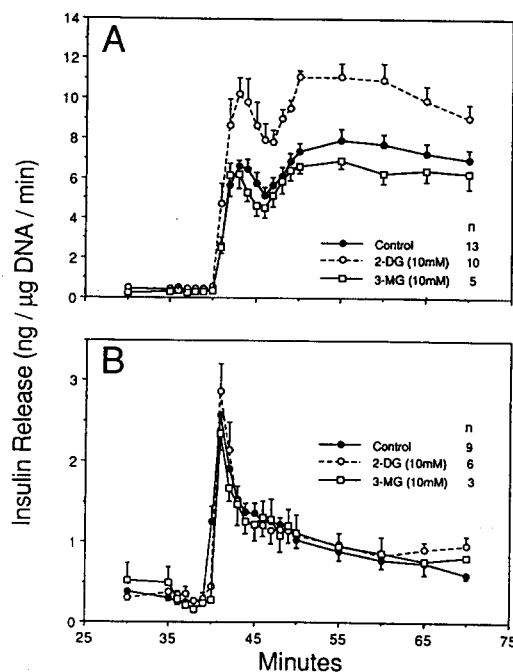 A
14
12
10
8
6
4
2
0
n
Control 13
2-DG (10mM) 10
3-MG (10mM) 5
Insulin Release (ng / µg DNA / min)
B
3
2
1
0
n
Control 9
2-DG (10mM) 6
3-MG (10mM) 3
25 35 45 55 65 75
Minutes